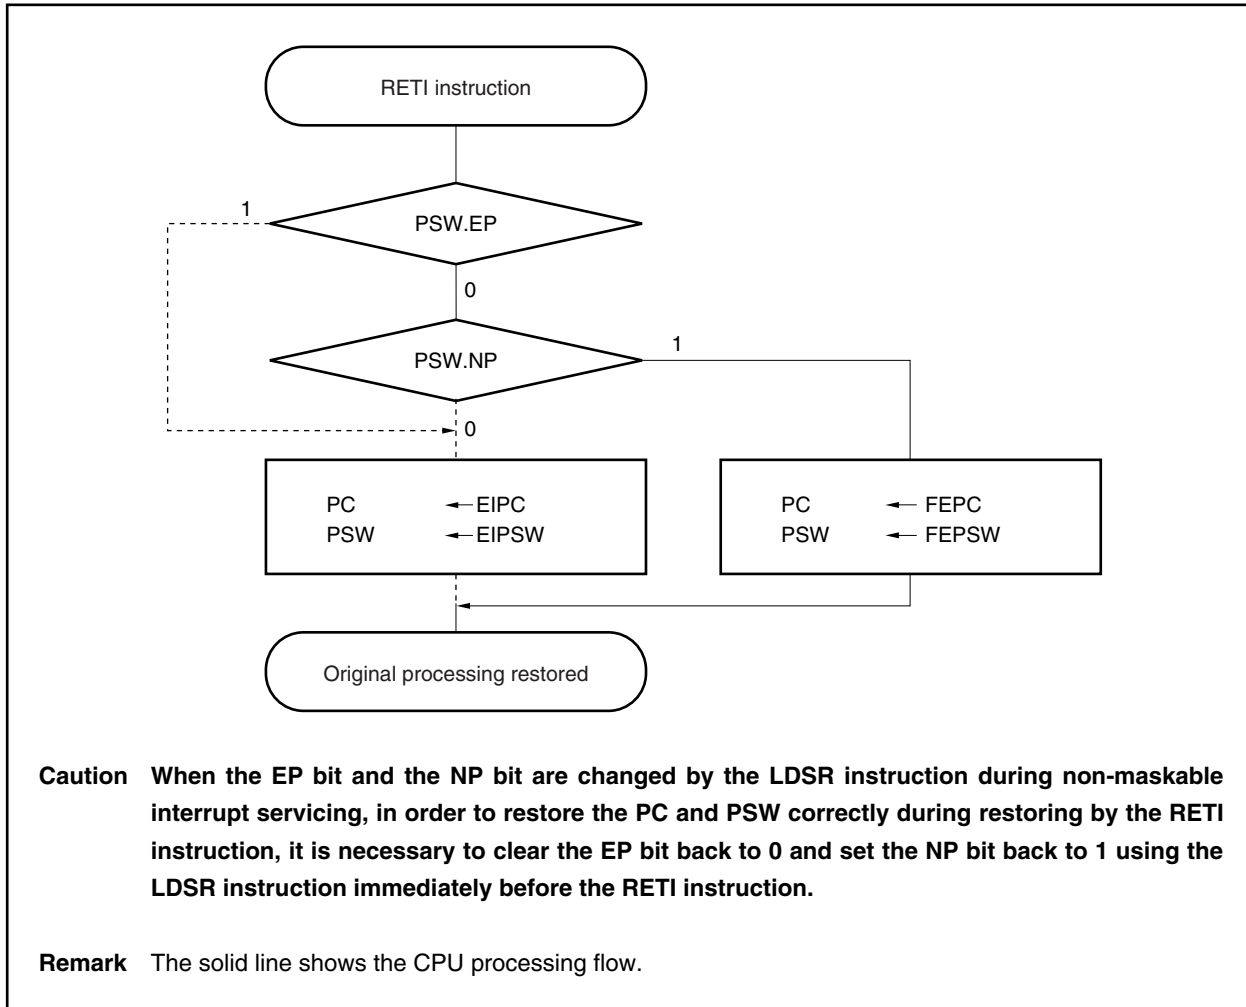 RETI instruction
1
PSW.EP
0
PSW.NP
1
0
PC ← EIPC
PSW ← EIPSW
PC ← FEPC
PSW ← FEPSW
Original processing restored
Caution When the EP bit and the NP bit are changed by the LDSR instruction during non-maskable
interrupt servicing, in order to restore the PC and PSW correctly during restoring by the RETI
instruction, it is necessary to clear the EP bit back to 0 and set the NP bit back to 1 using the
LDSR instruction immediately before the RETI instruction.
Remark The solid line shows the CPU processing flow.